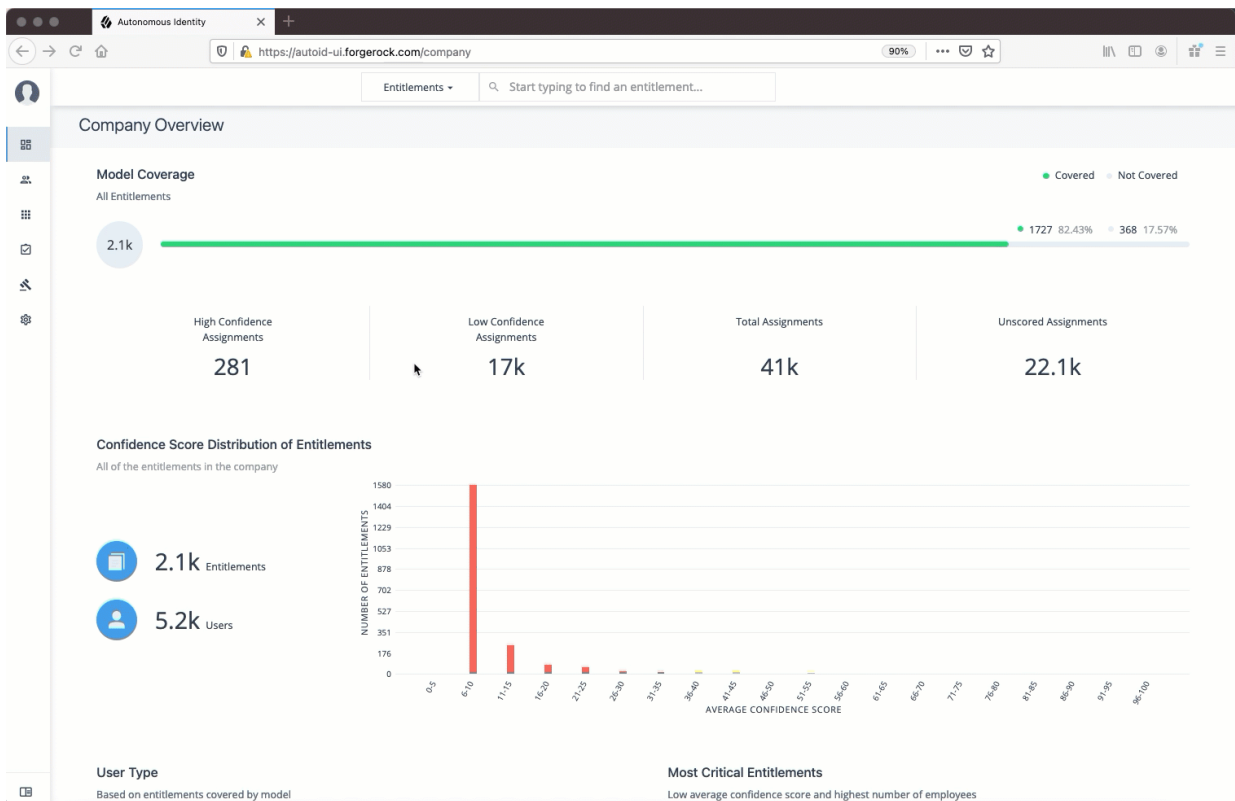 Autonomous Identity
https://autoid-ui.forgerock.com/company
90%
Entitlements
Start typing to find an entitlement...
Company Overview
Model Coverage
Covered Not Covered
All Entitlements
1727 82.43% 368 17.57%
2.1k
High Confidence
Assignments
281
Low Confidence
Assignments
17k
Total Assignments
41k
Unscored Assignments
22.1k
Confidence Score Distribution of Entitlements
All of the entitlements in the company
2.1k Entitlements
5.2k Users
NUMBER OF ENTITLEMENTS
1580
1404
1229
1053
878
702
527
351
176
0
0-5 6-10 11-15 16-20 21-25 26-30 31-35 36-40 41-45 46-50 51-55 56-60 61-65 66-70 71-75 76-80 81-85 86-90 91-95 96-100
AVERAGE CONFIDENCE SCORE
User Type
Based on entitlements covered by model
Most Critical Entitlements
Low average confidence score and highest number of employees